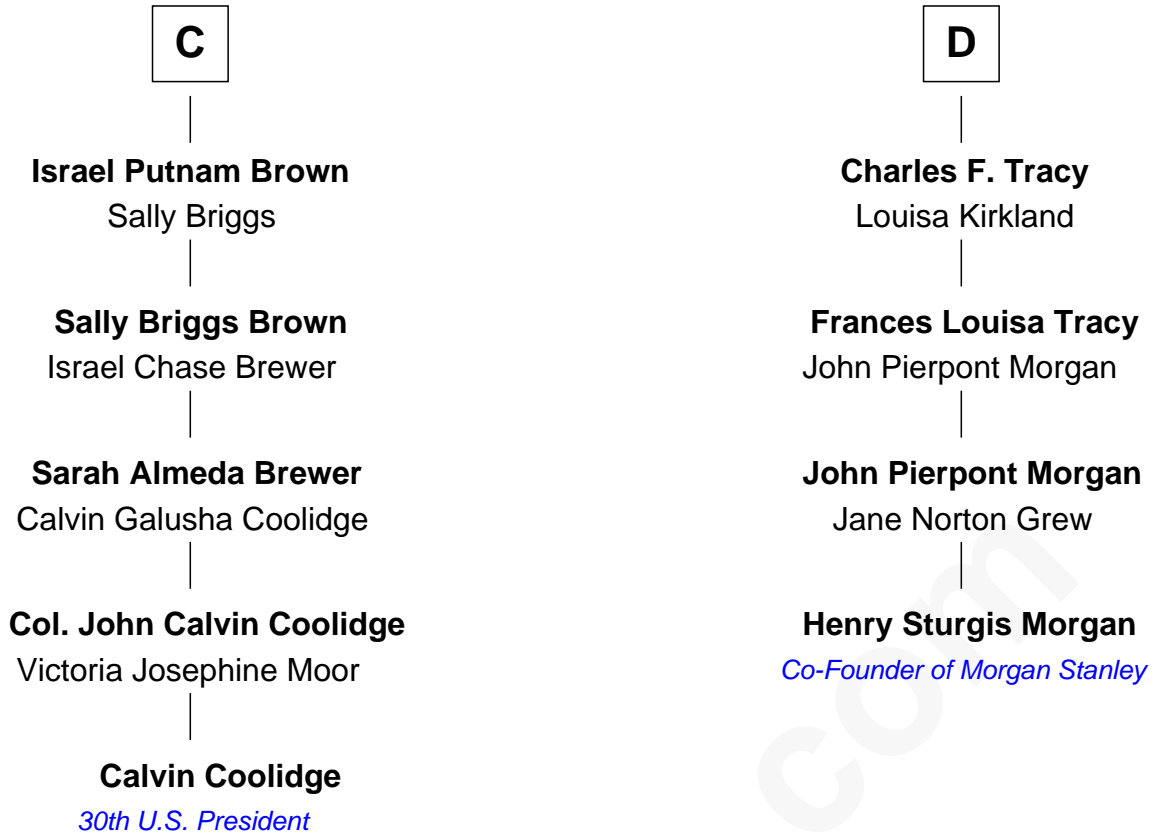 C
Israel Putnam Brown
Sally Briggs
Sally Briggs Brown
Israel Chase Brewer
Sarah Almeda Brewer
Calvin Galusha Coolidge
Col. John Calvin Coolidge
Victoria Josephine Moor
Calvin Coolidge
30th U.S. President
D
Charles F. Tracy
Louisa Kirkland
Frances Louisa Tracy
John Pierpont Morgan
John Pierpont Morgan
Jane Norton Grew
Henry Sturgis Morgan
Co-Founder of Morgan Stanley
com